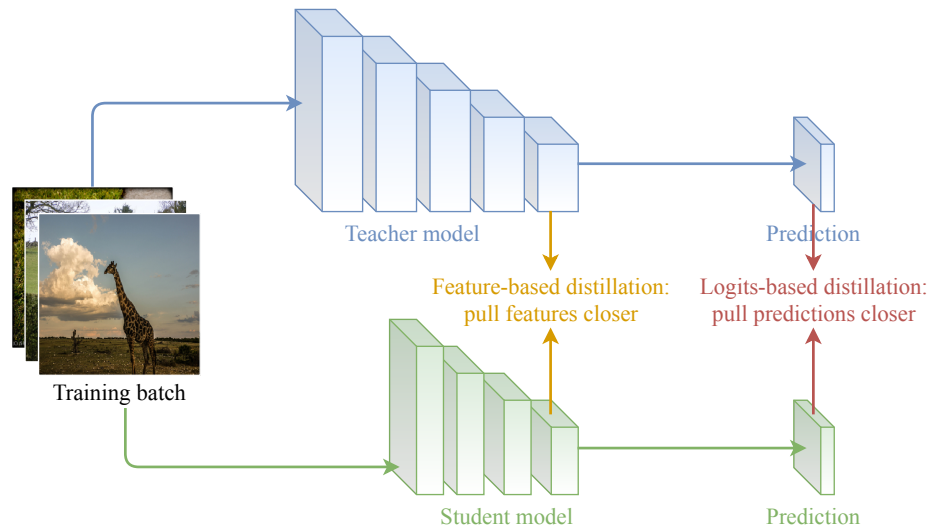 Teacher model
Prediction
Feature-based distillation:
pull features closer
Logits-based distillation:
pull predictions closer
Training batch
Student model
Prediction